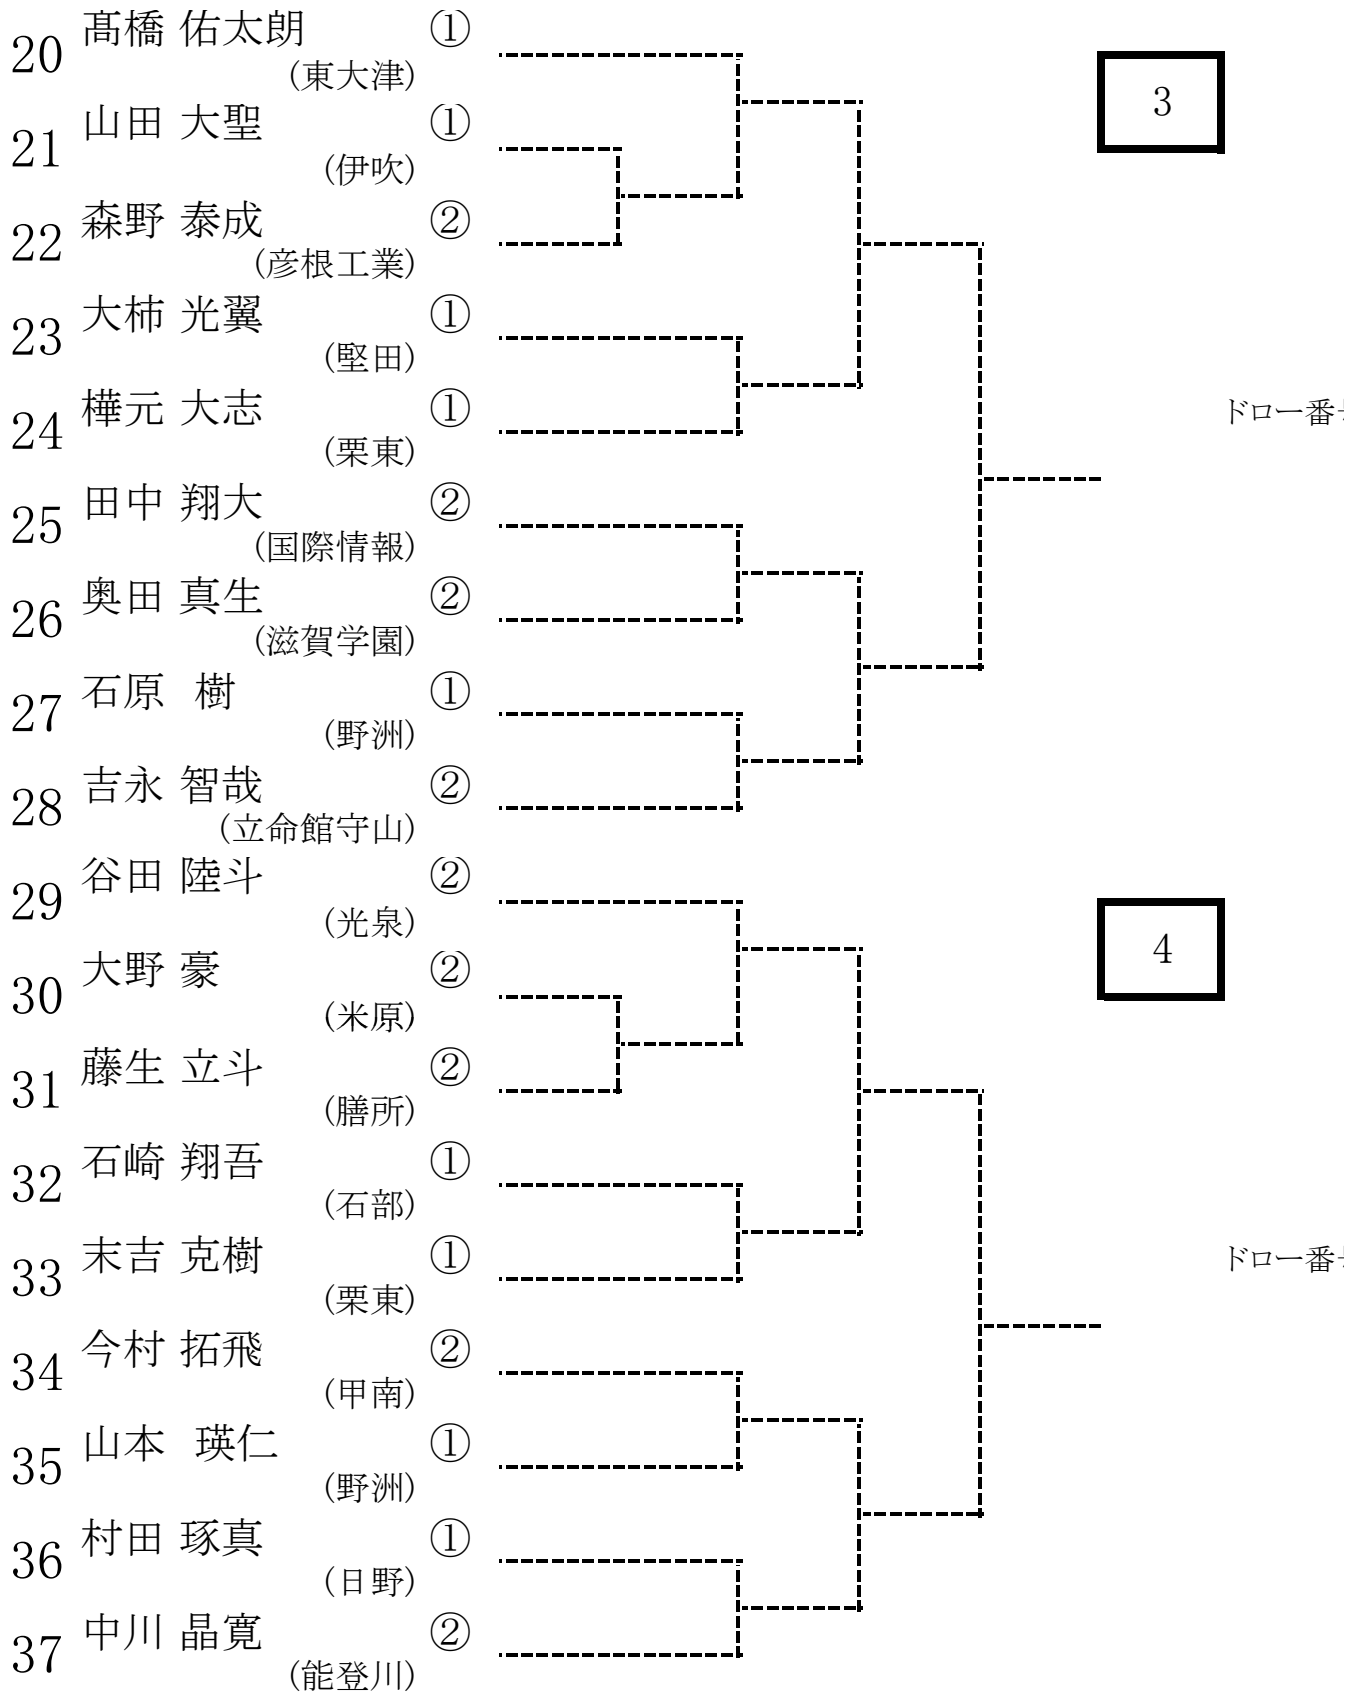 20 髙橋 佑太朗 ①
(東大津)
3
21 山田 大聖 ①
(伊吹)
22 森野 泰成 ②
(彦根工業)
23 大柿 光翼 ①
(堅田)
24 樺元 大志 ①
(栗東)
ドロー番
25 田中 翔大 ②
(国際情報)
26 奥田 真生 ②
(滋賀学園)
27 石原 樹 ①
(野洲)
28 吉永 智哉 ②
(立命館守山)
29 谷田 陸斗 ②
(光泉)
4
30 大野 豪 ②
(米原)
31 藤生 立斗 ②
(膳所)
32 石崎 翔吾 ①
(石部)
33 末吉 克樹 ①
(栗東)
ドロー番
34 今村 拓飛 ②
(甲南)
35 山本 瑛仁 ①
(野洲)
36 村田 琢真 ①
(日野)
37 中川 晶寛 ②
(能登川)